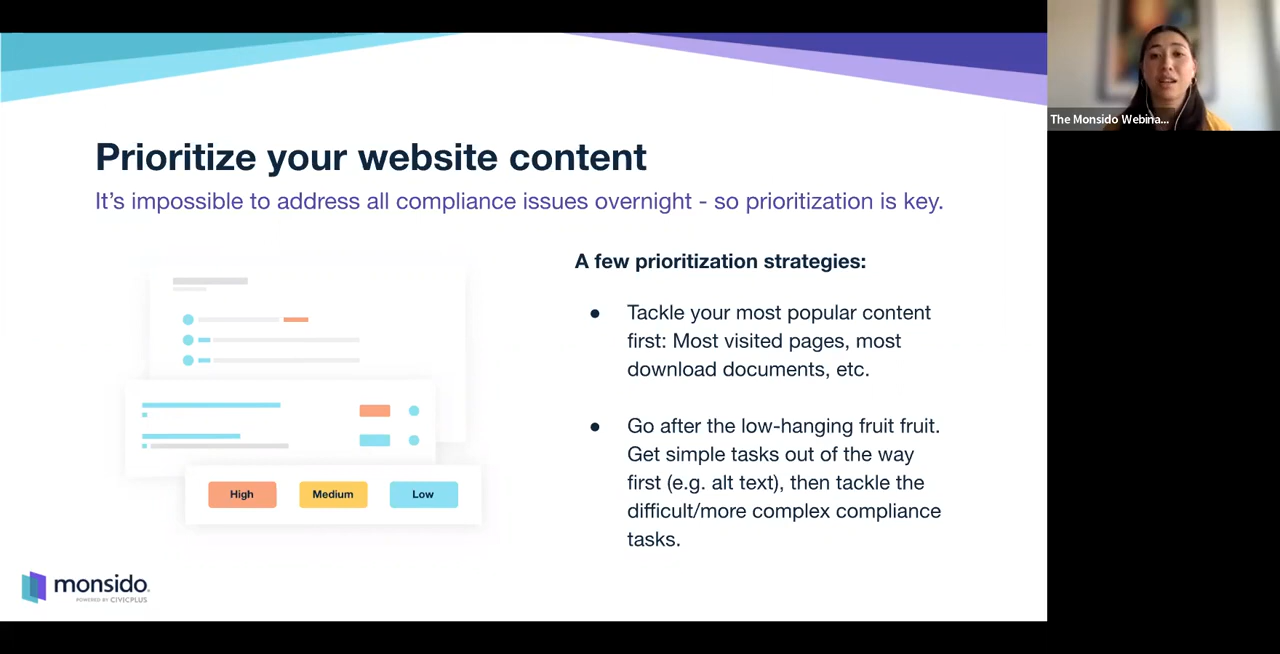 The Monsido Webina...
Prioritize your website content
It's impossible to address all compliance issues overnight - so prioritization is key.
A few prioritization strategies:
● Tackle your most popular content
first: Most visited pages, most
download documents, etc.
● Go after the low-hanging fruit fruit.
Get simple tasks out of the way
first (e.g. alt text), then tackle the
difficult/more complex compliance
tasks.
High Medium Low
monsido
POWERED BY CIVICPLUS